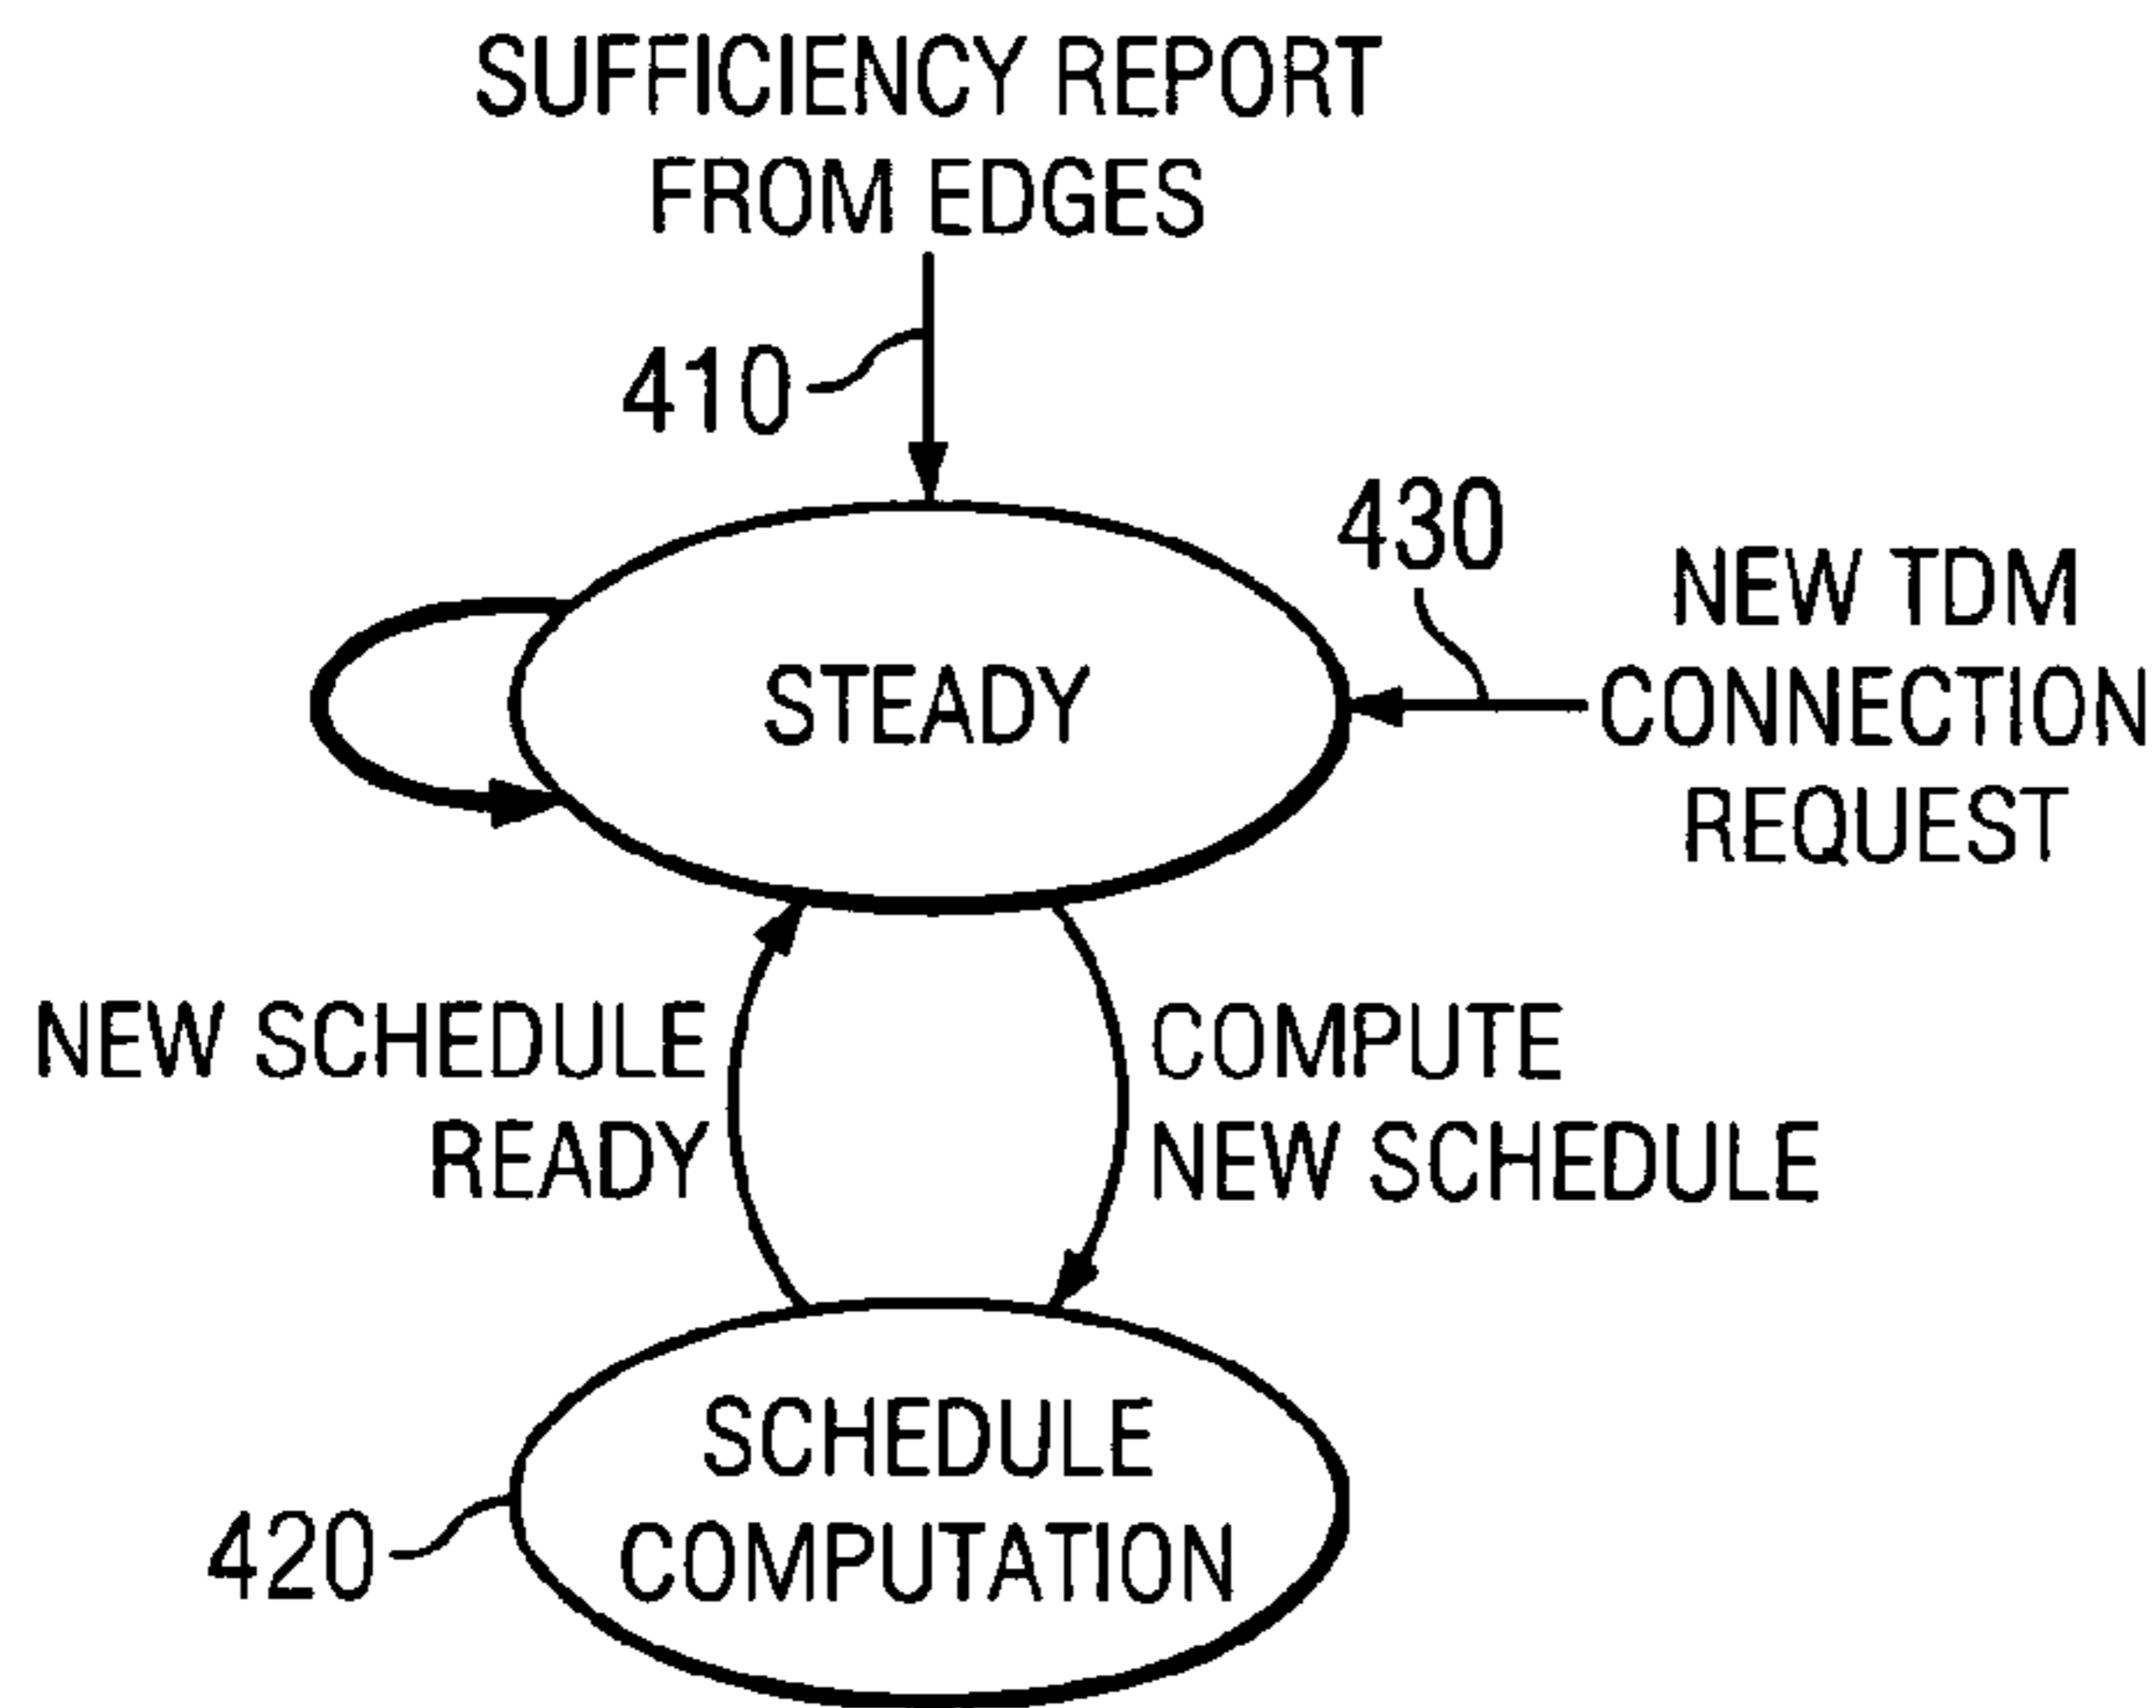 SUFFICIENCY REPORT
FROM EDGES
410
430
NEW TDM
CONNECTION
REQUEST
STEADY
NEW SCHEDULE
READY
COMPUTE
NEW SCHEDULE
SCHEDULE
COMPUTATION
420